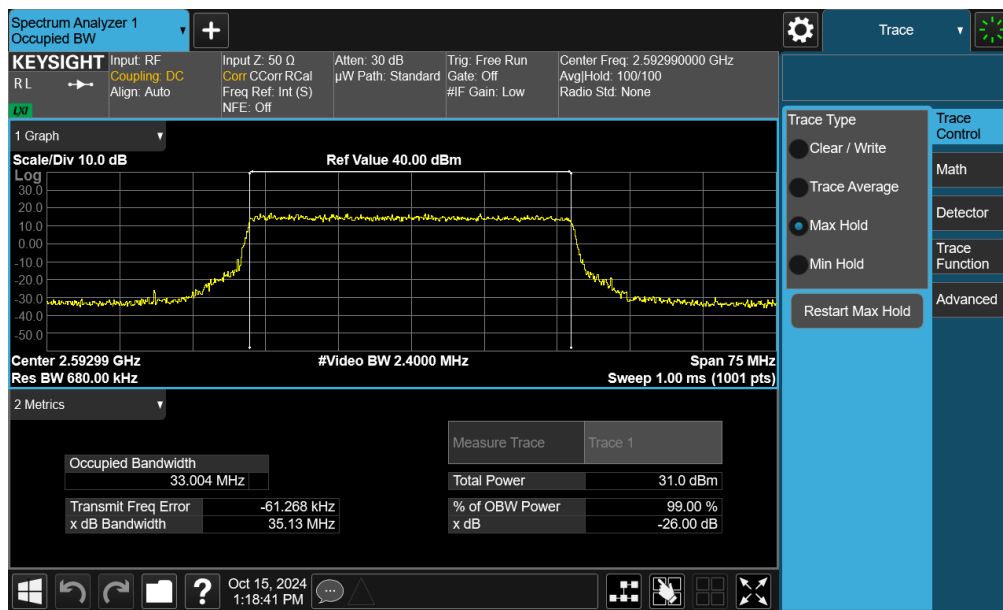 Spectrum Analyzer 1
Occupied BW
+
Trace
KEYSIGHT
R L
LXI
Input: RF
Coupling: DC
Align: Auto
Input Z: 50 Ω
Corr CCorr RCal
Freq Ref: Int (S)
NFE: Off
Atten: 30 dB
µW Path: Standard
Trig: Free Run
Gate: Off
#IF Gain: Low
Center Freq: 2.592990000 GHz
Avg|Hold: 100/100
Radio Std: None
1 Graph
Scale/Div 10.0 dB
Ref Value 40.00 dBm
Log
30.0
20.0
10.0
0.00
-10.0
-20.0
-30.0
-40.0
-50.0
Center 2.59299 GHz
#Video BW 2.4000 MHz
Span 75 MHz
Res BW 680.00 kHz
Sweep 1.00 ms (1001 pts)
2 Metrics
Measure Trace
Trace 1
Occupied Bandwidth
33.004 MHz
Total Power
31.0 dBm
Transmit Freq Error
-61.268 kHz
% of OBW Power
99.00 %
x dB Bandwidth
35.13 MHz
x dB
-26.00 dB
Trace Type
Clear / Write
Trace Average
Max Hold
Min Hold
Restart Max Hold
Trace
Control
Math
Detector
Trace
Function
Advanced
?
Oct 15, 2024
1:18:41 PM